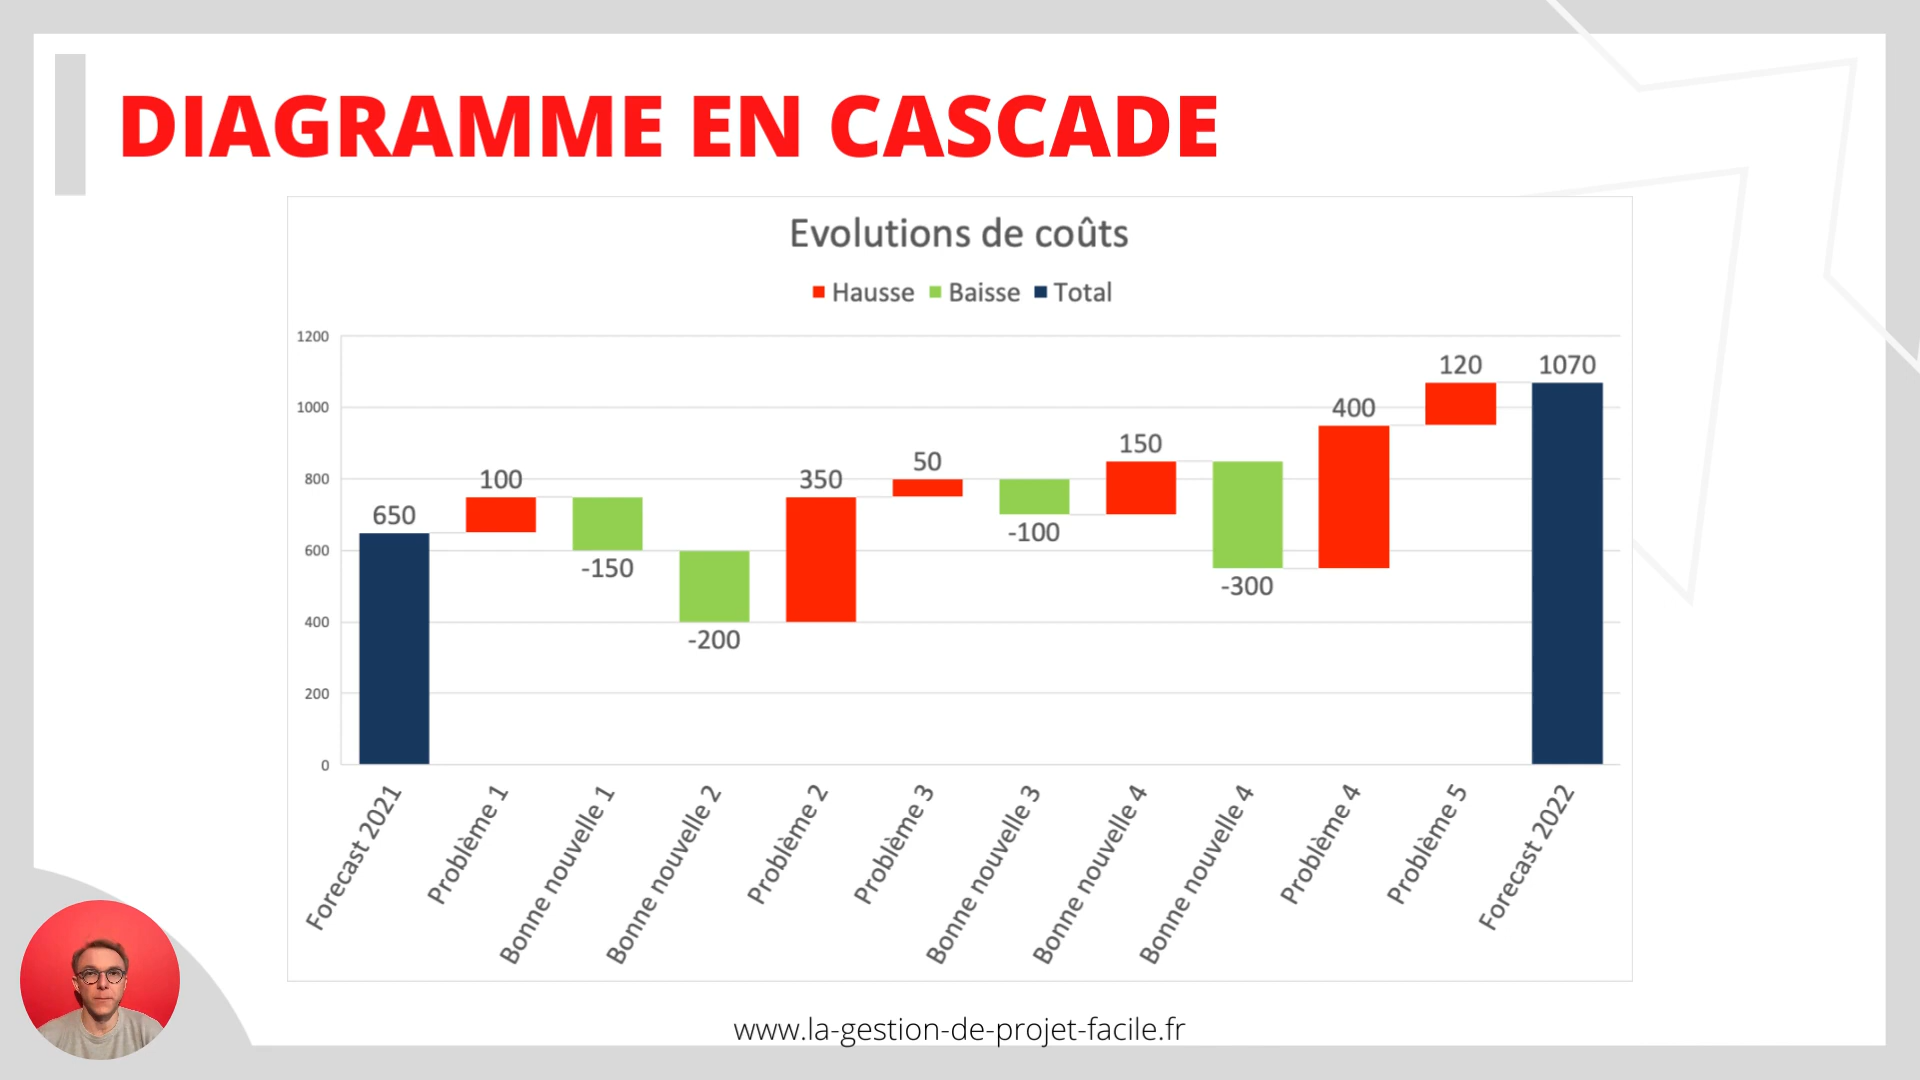 DIAGRAMME EN CASCADE
Evolutions de coûts
Hausse Baisse Total
1200
1000
800
600
400
200
0
650
100
-150
-200
350
50
-100
150
-300
400
120
1070
Forecast 2021
Problème 1
Bonne nouvelle 1
Bonne nouvelle 2
Problème 2
Problème 3
Bonne nouvelle 3
Bonne nouvelle 4
Bonne nouvelle 4
Problème 4
Problème 5
Forecast 2022
www.la-gestion-de-projet-facile.fr